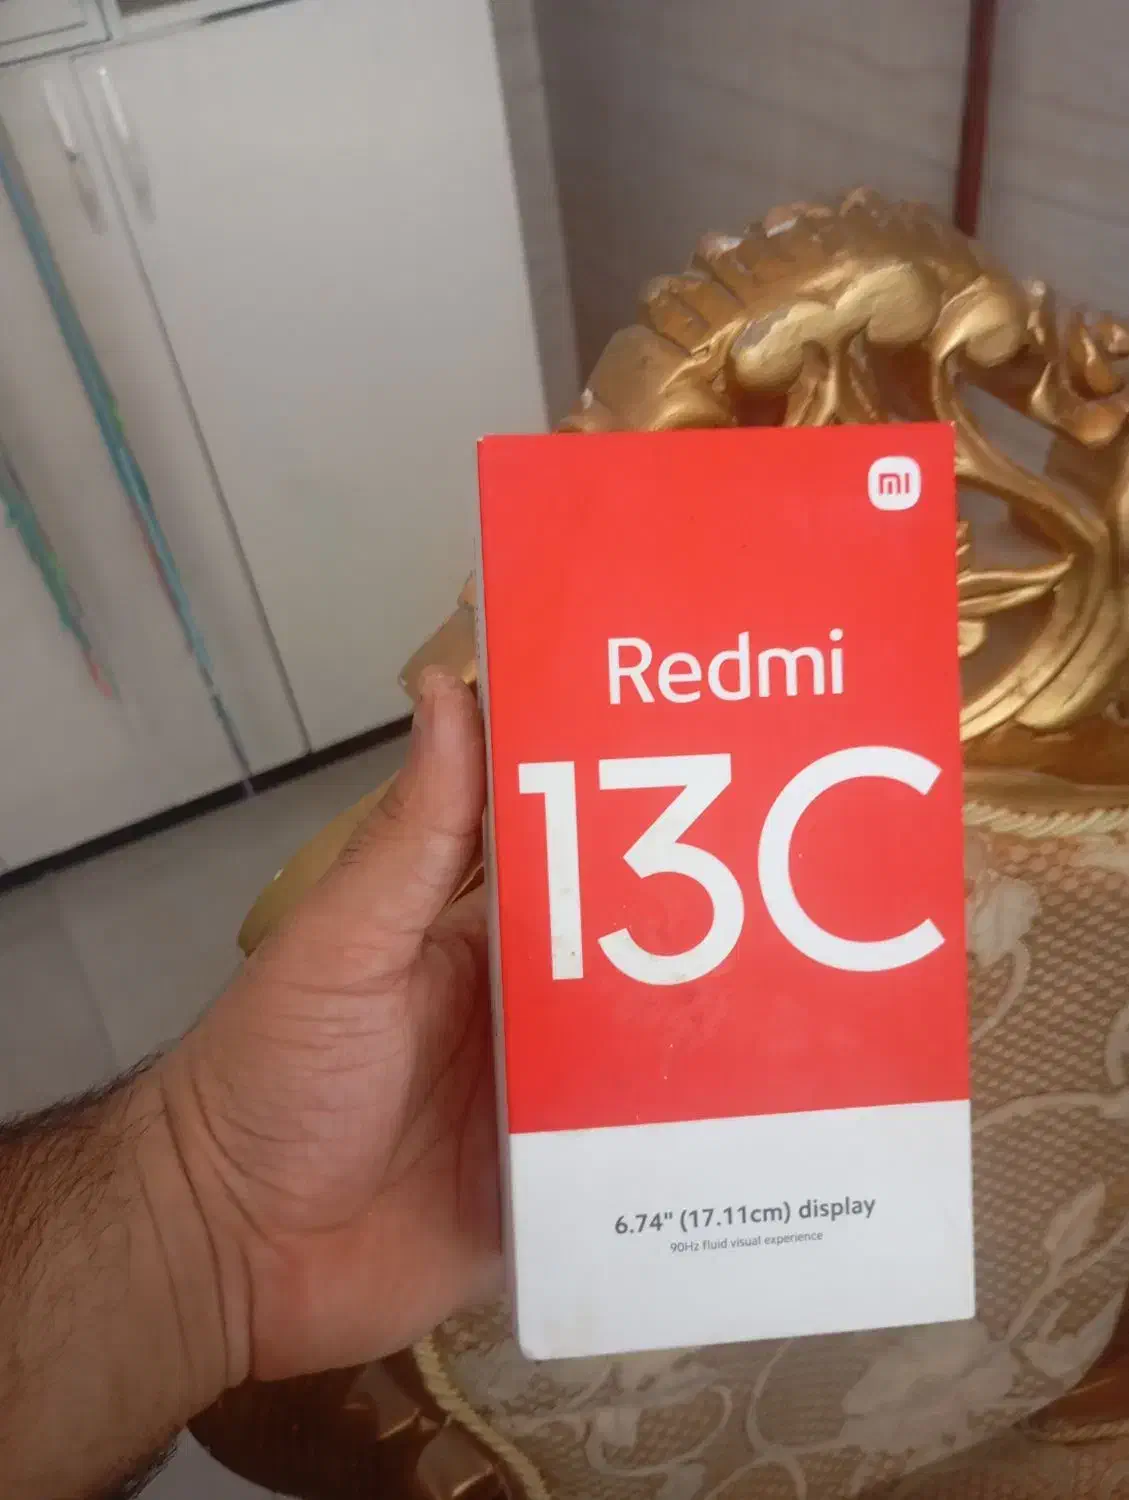 mi
Redmi
13C
6.74" (17.11cm) display
90Hz fluid visual experience